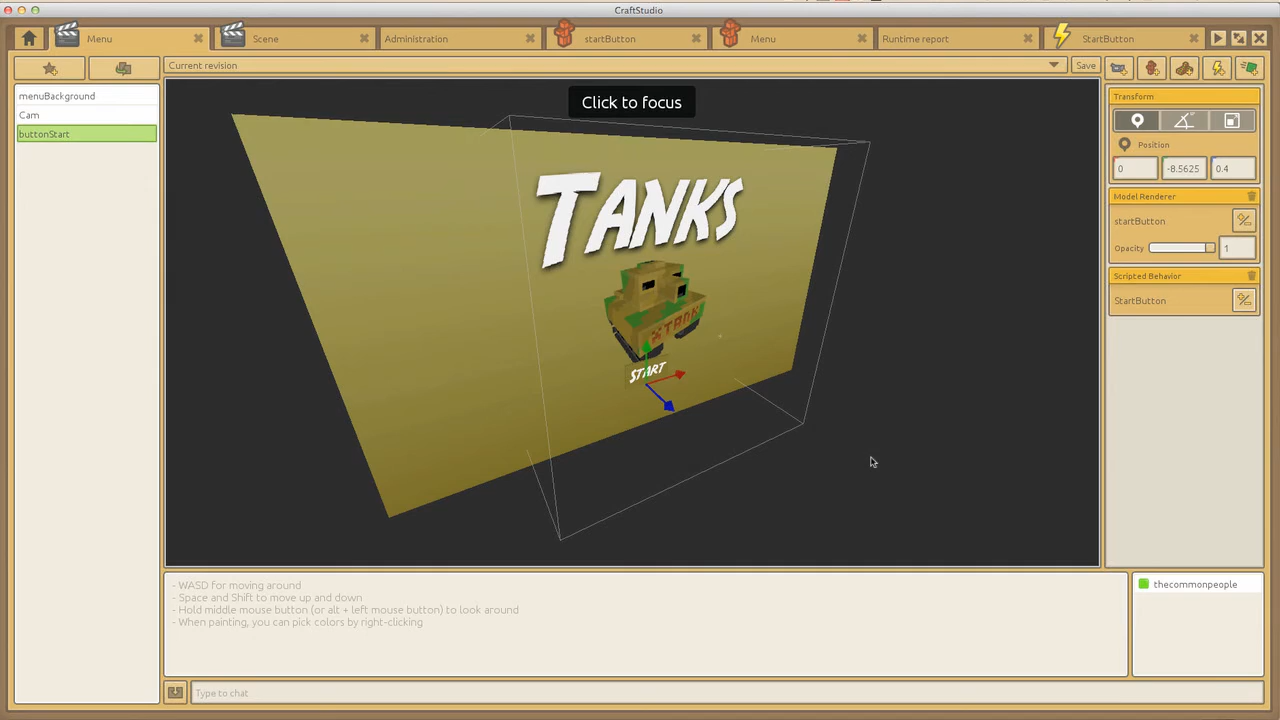 CraftStudio
Menu
Scene
Administration
startButton
Menu
Runtime report
StartButton
Current revision
Save
menuBackground
Cam
buttonStart
Click to focus
TANKS
XTRON
START
Transform
Position
0
-8.5625
0.4
Model Renderer
startButton
Opacity
1
Scripted Behavior
StartButton
- WASD for moving around
- Space and Shift to move up and down
- Hold middle mouse button (or alt + left mouse button) to look around
- When painting, you can pick colors by right-clicking
thecommonpeople
Type to chat